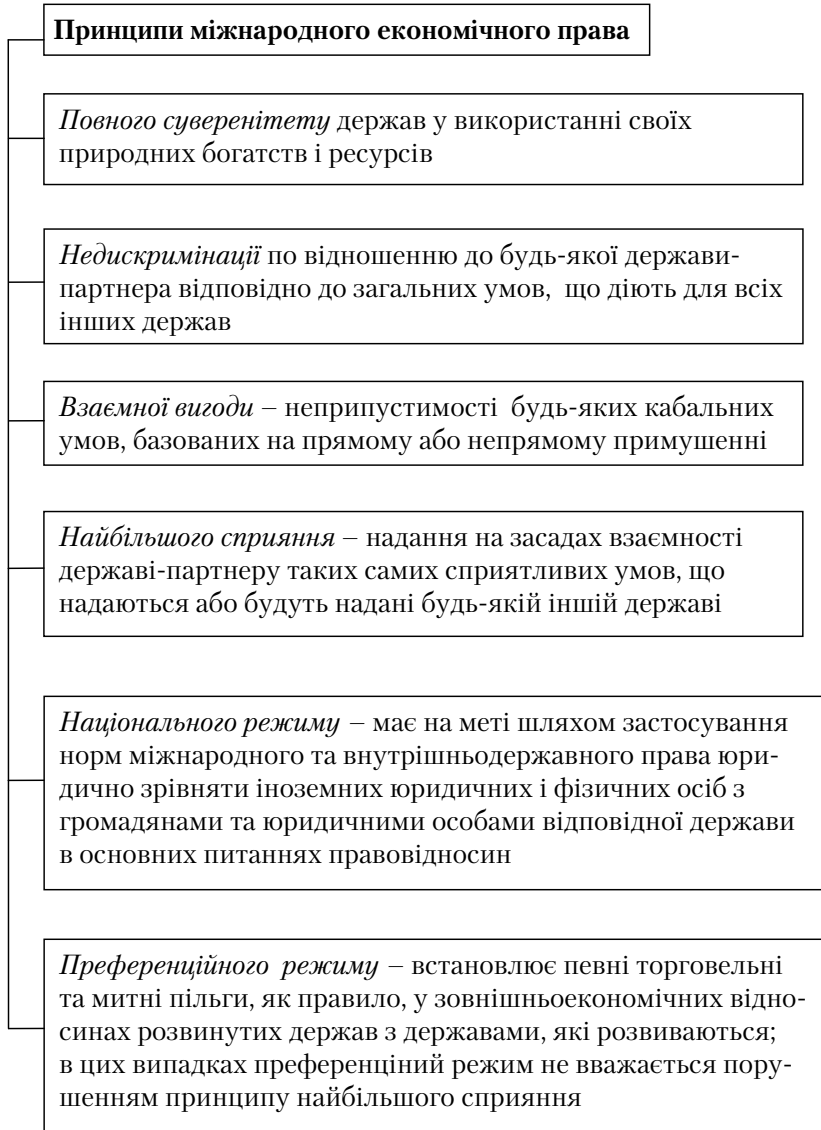 Принципи міжнародного економічного права
Повного суверенітету держав у використанні своїх
природних богатств і ресурсів
Недискримінації по відношенню до будь-якої держави-
партнера відповідно до загальних умов, що діють для всіх
інших держав
Взаємної вигоди – неприпустимості будь-яких кабальних
умов, базованих на прямому або непрямому примушенні
Найбільшого сприяння – надання на засадах взаємності
державі-партнеру таких самих сприятливих умов, що
надаються або будуть надані будь-якій іншій державі
Національного режиму – має на меті шляхом застосування
норм міжнародного та внутрішньодержавного права юри-
дично зрівняти іноземних юридичних і фізичних осіб з
громадянами та юридичними особами відповідної держави
в основних питаннях правовідносин
Преференційного режиму – встановлює певні торговельні
та митні пільги, як правило, у зовнішньоекономічних відно-
синах розвинутих держав з державами, які розвиваються;
в цих випадках преференціний режим не вважається пору-
шенням принципу найбільшого сприяння